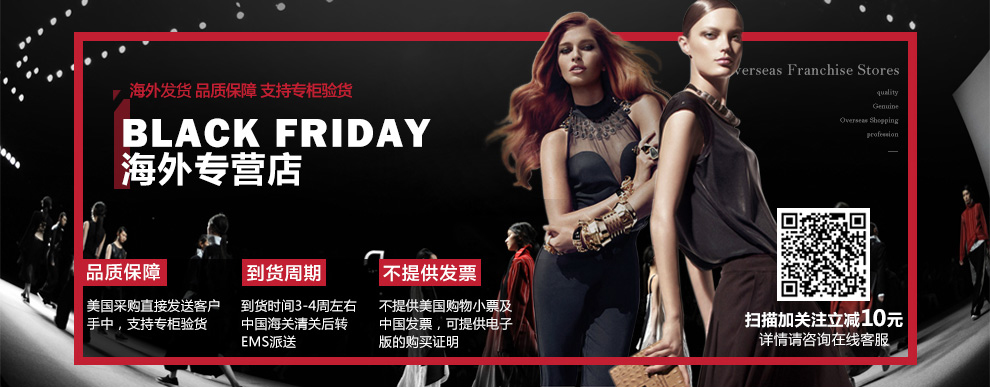 海外发货 品质保障 支持专柜验货
BLACK FRIDAY
海外专营店
verseas Franchise Stores
quality
Genuine
Overseas Shopping
profession
品质保障
美国采购直接发送客户
手中，支持专柜验货
到货周期
到货时间3-4周左右
中国海关清关后转
EMS派送
不提供发票
不提供美国购物小票及
中国发票，可提供电子
版的购买证明
扫描加关注立减10元
详情请咨询在线客服